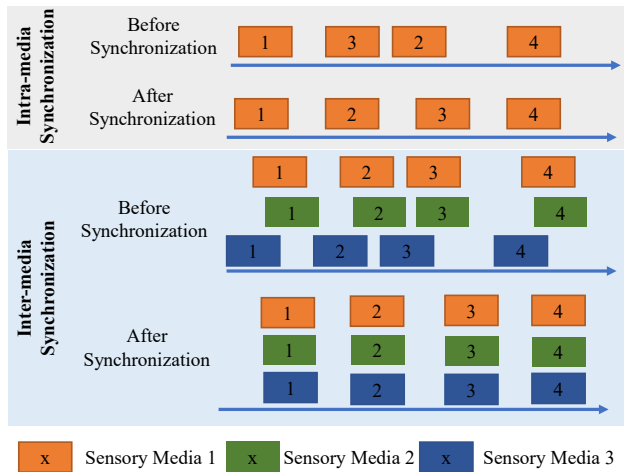 Intra-media
Synchronization
Before
Synchronization
1 3 2 4
After
Synchronization
1 2 3 4
Inter-media
Synchronization
Before
Synchronization
1 2 3 4
1 2 3 4
1 2 3 4
After
Synchronization
1 2 3 4
1 2 3 4
1 2 3 4
x Sensory Media 1 x Sensory Media 2 x Sensory Media 3